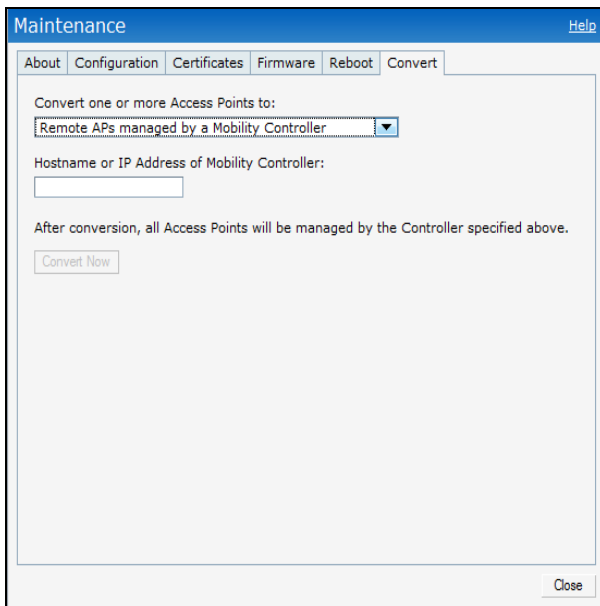 Maintenance Help
About Configuration Certificates Firmware Reboot Convert
Convert one or more Access Points to:
Remote APs managed by a Mobility Controller
Hostname or IP Address of Mobility Controller:
After conversion, all Access Points will be managed by the Controller specified above.
Convert Now
Close